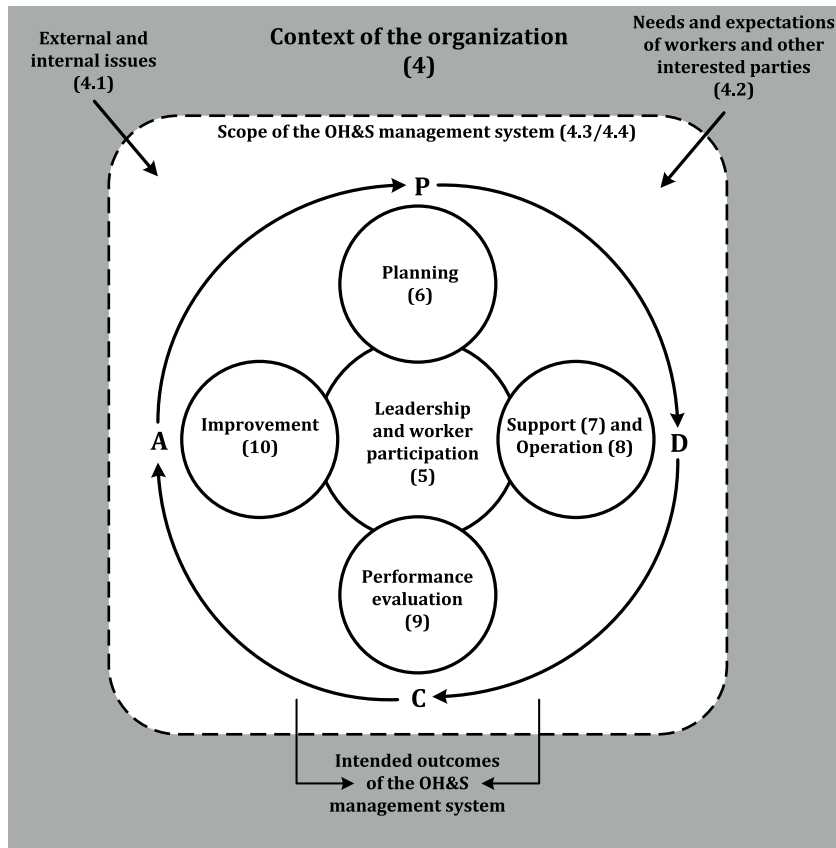 External and
internal issues
(4.1)
Context of the organization
(4)
Needs and expectations
of workers and other
interested parties
(4.2)
Scope of the OH&S management system (4.3/4.4)
P
Planning
(6)
A
Improvement
(10)
Leadership
and worker
participation
(5)
Support (7) and
Operation (8)
D
Performance
evaluation
(9)
C
Intended outcomes
of the OH&S
management system